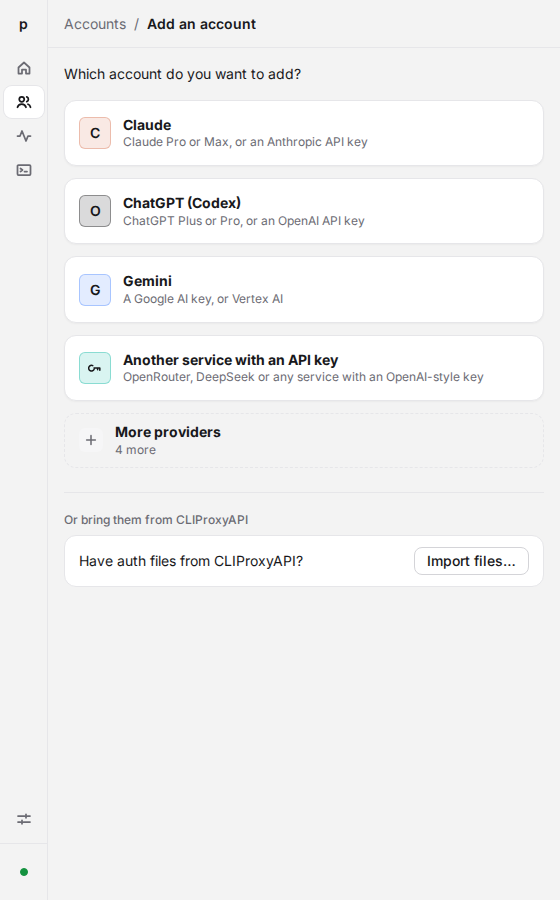 p
Accounts / Add an account
Which account do you want to add?
C
Claude
Claude Pro or Max, or an Anthropic API key
O
ChatGPT (Codex)
ChatGPT Plus or Pro, or an OpenAI API key
G
Gemini
A Google AI key, or Vertex AI
Another service with an API key
OpenRouter, DeepSeek or any service with an OpenAI-style key
More providers
4 more
Or bring them from CLIProxyAPI
Have auth files from CLIProxyAPI?
Import files...